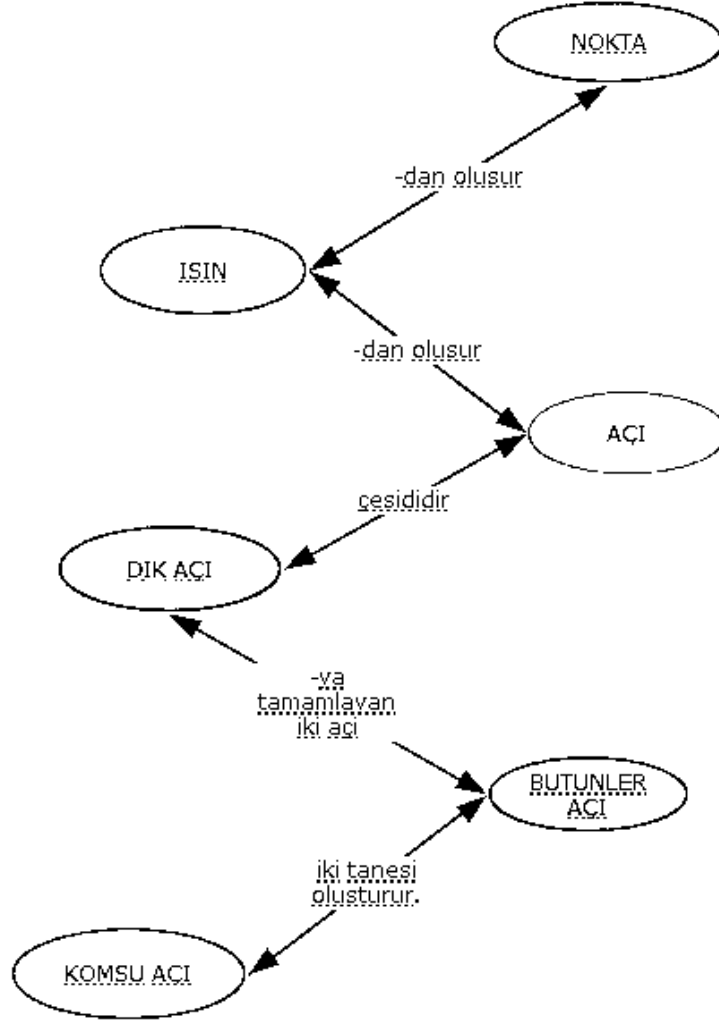 NOKTA
-dan olusur
ISIN
-dan olusur
AÇI
çesididir
DIK AÇI
-ya
tamamlayan
iki açi
BUTUNLER
AÇI
iki tanesi
olusturur.
KOMSU AÇI